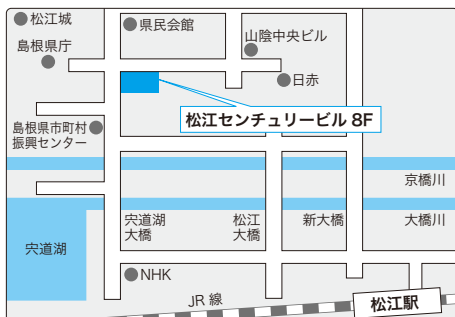 松江城
県民会館
山陰中央ビル
島根県庁
日赤
松江センチュリービル 8F
島根県市町村
振興センター
京橋川
宍道湖
大橋
松江
大橋
新大橋
大橋川
宍道湖
NHK
JR 線
松江駅